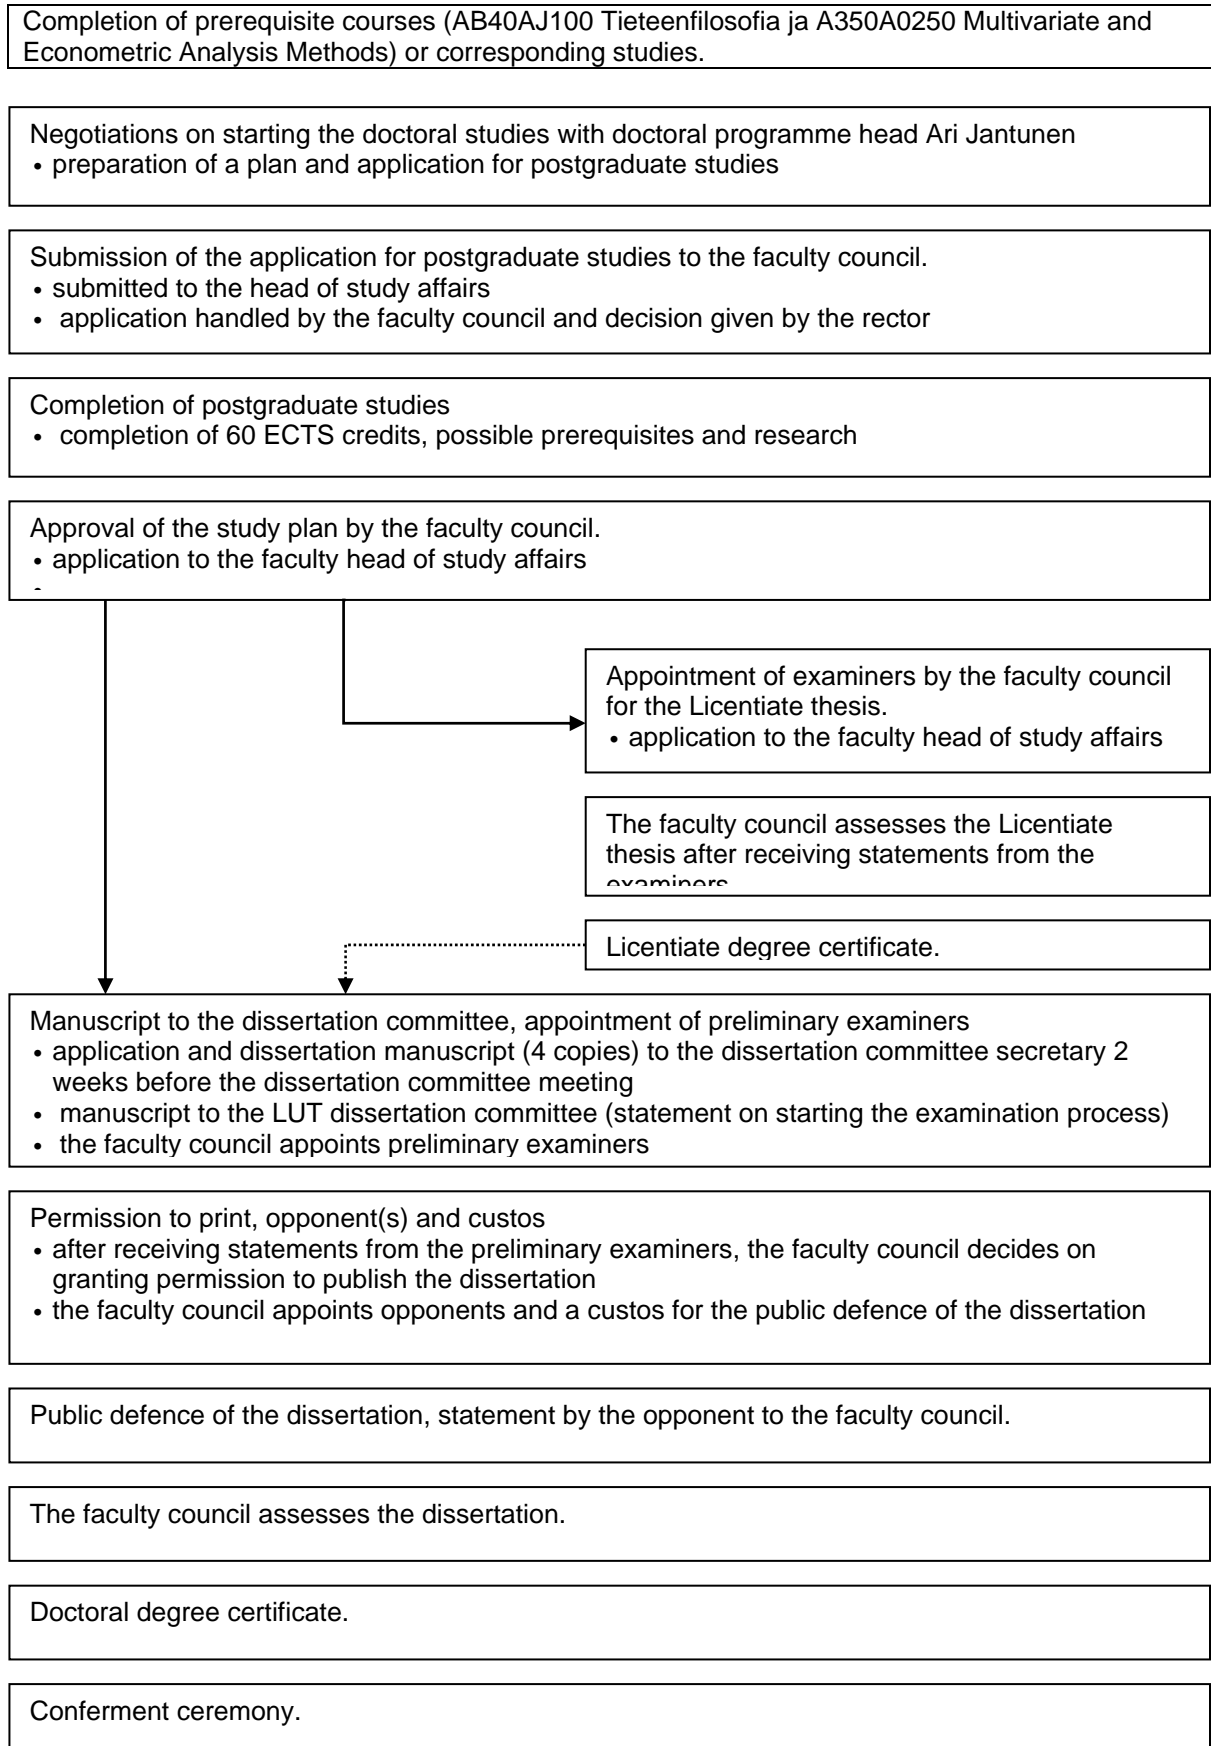 Completion of prerequisite courses (AB40AJ100 Tieteenfilosofia ja A350A0250 Multivariate and
Econometric Analysis Methods) or corresponding studies.
Negotiations on starting the doctoral studies with doctoral programme head Ari Jantunen
• preparation of a plan and application for postgraduate studies
Submission of the application for postgraduate studies to the faculty council.
• submitted to the head of study affairs
• application handled by the faculty council and decision given by the rector
Completion of postgraduate studies
• completion of 60 ECTS credits, possible prerequisites and research
Approval of the study plan by the faculty council.
• application to the faculty head of study affairs
•
Appointment of examiners by the faculty council
for the Licentiate thesis.
• application to the faculty head of study affairs
The faculty council assesses the Licentiate
thesis after receiving statements from the
examiners
Licentiate degree certificate.
Manuscript to the dissertation committee, appointment of preliminary examiners
• application and dissertation manuscript (4 copies) to the dissertation committee secretary 2
weeks before the dissertation committee meeting
• manuscript to the LUT dissertation committee (statement on starting the examination process)
• the faculty council appoints preliminary examiners
Permission to print, opponent(s) and custos
• after receiving statements from the preliminary examiners, the faculty council decides on
granting permission to publish the dissertation
• the faculty council appoints opponents and a custos for the public defence of the dissertation
Public defence of the dissertation, statement by the opponent to the faculty council.
The faculty council assesses the dissertation.
Doctoral degree certificate.
Conferment ceremony.